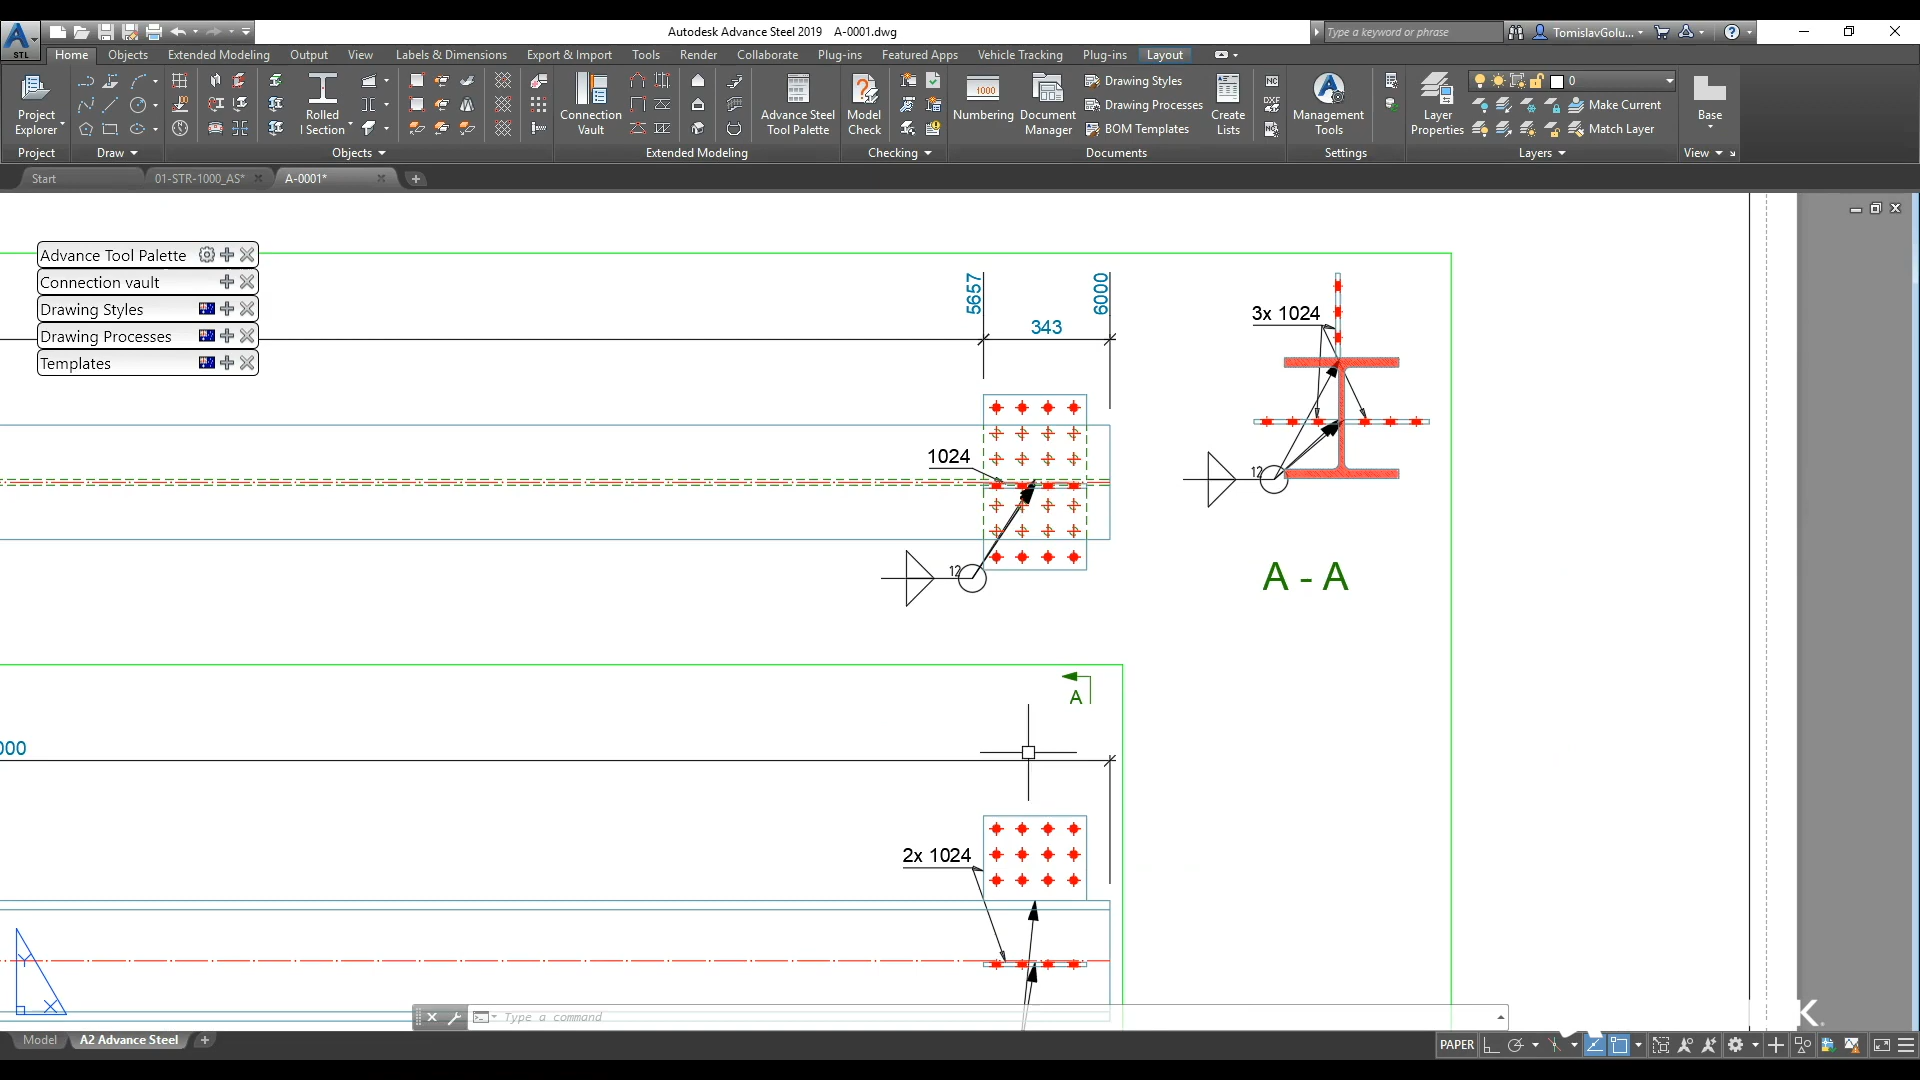 Autodesk Advance Steel 2019 A-0001.dwg
Type a keyword or phrase
TomislavGolu...
STL
Home Objects Extended Modeling Output View Labels & Dimensions Export & Import Tools Render Collaborate Plug-ins Featured Apps Vehicle Tracking Plug-ins Layout
Project Explorer
Rolled I Section
Connection Vault
Advance Steel Tool Palette
Model Check
1000
Numbering
Document Manager
Drawing Styles
Drawing Processes
BOM Templates
Create Lists
NC
DXF
Management Tools
Layer Properties
0
Make Current
Match Layer
Base
Project Draw Objects Extended Modeling Checking Documents Settings Layers View
Start 01-STR-1000_AS* A-0001*
Advance Tool Palette
Connection vault
Drawing Styles
Drawing Processes
Templates
5657
6000
343
3x 1024
1024
12
12
A - A
A
000
2x 1024
Y
X
Type a command
Model A2 Advance Steel
PAPER